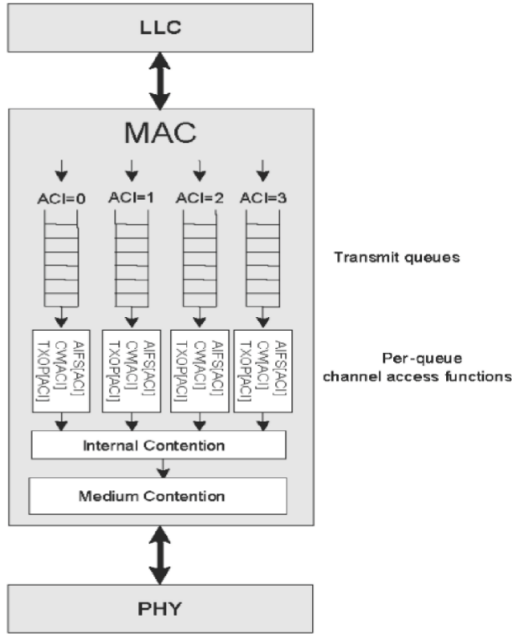 LLC
MAC
ACI=0 ACI=1 ACI=2 ACI=3
Transmit queues
AIFS[ACI]
CW[ACI]
TXOP[ACI]
AIFS[ACI]
CW[ACI]
TXOP[ACI]
AIFS[ACI]
CW[ACI]
TXOP[ACI]
AIFS[ACI]
CW[ACI]
TXOP[ACI]
Per-queue
channel access functions
Internal Contention
Medium Contention
PHY